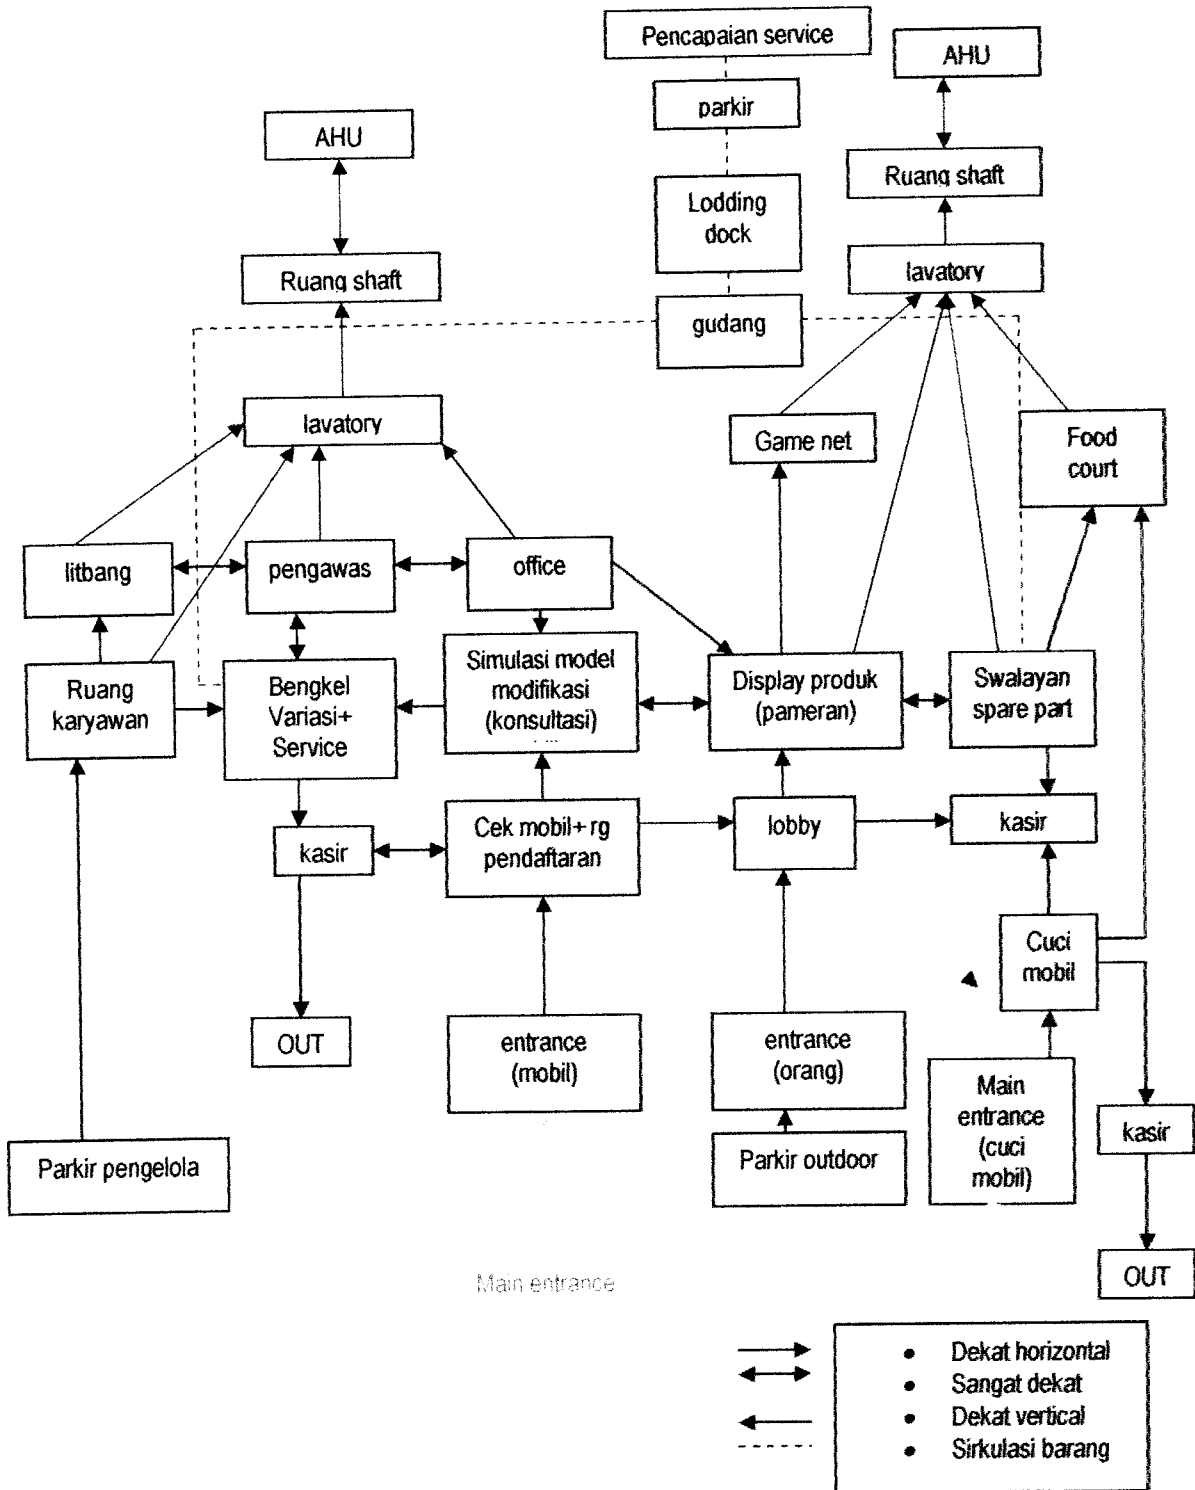 Pencapaian service
AHU
parkir
AHU
Ruang shaft
Lodding
dock
lavatory
Ruang shaft
gudang
lavatory
Game net
Food
court
litbang
pengawas
office
Ruang
karyawan
Bengkel
Variasi+
Service
Simulasi model
modifikasi
(konsultasi)
Display produk
(pameran)
Swalayan
spare part
kasir
Cek mobil+ rg
pendaftaran
lobby
kasir
Cuci
mobil
OUT
entrance
(mobil)
entrance
(orang)
Main
entrance
(cuci
mobil)
kasir
Parkir pengelola
Parkir outdoor
OUT
Main entrance
• Dekat horizontal
• Sangat dekat
• Dekat vertical
• Sirkulasi barang